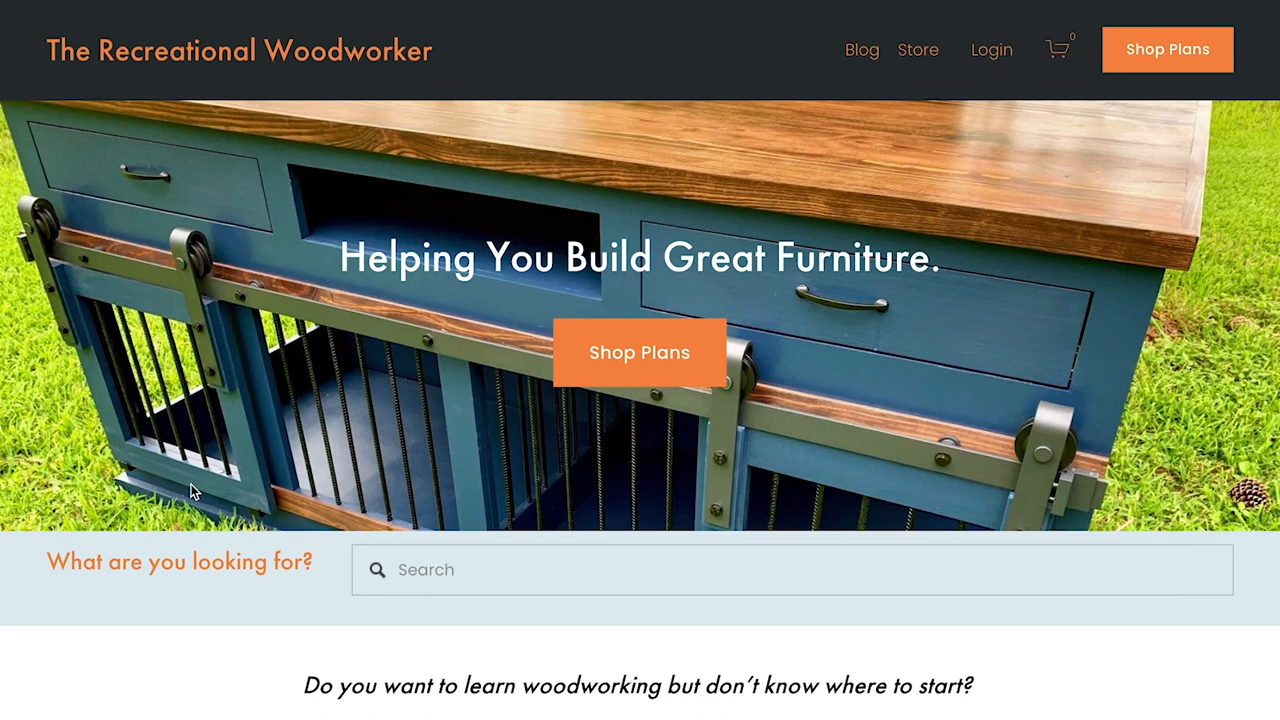 The Recreational Woodworker
Blog Store Login 0 Shop Plans
Helping You Build Great Furniture.
Shop Plans
What are you looking for? Search
Do you want to learn woodworking but don't know where to start?